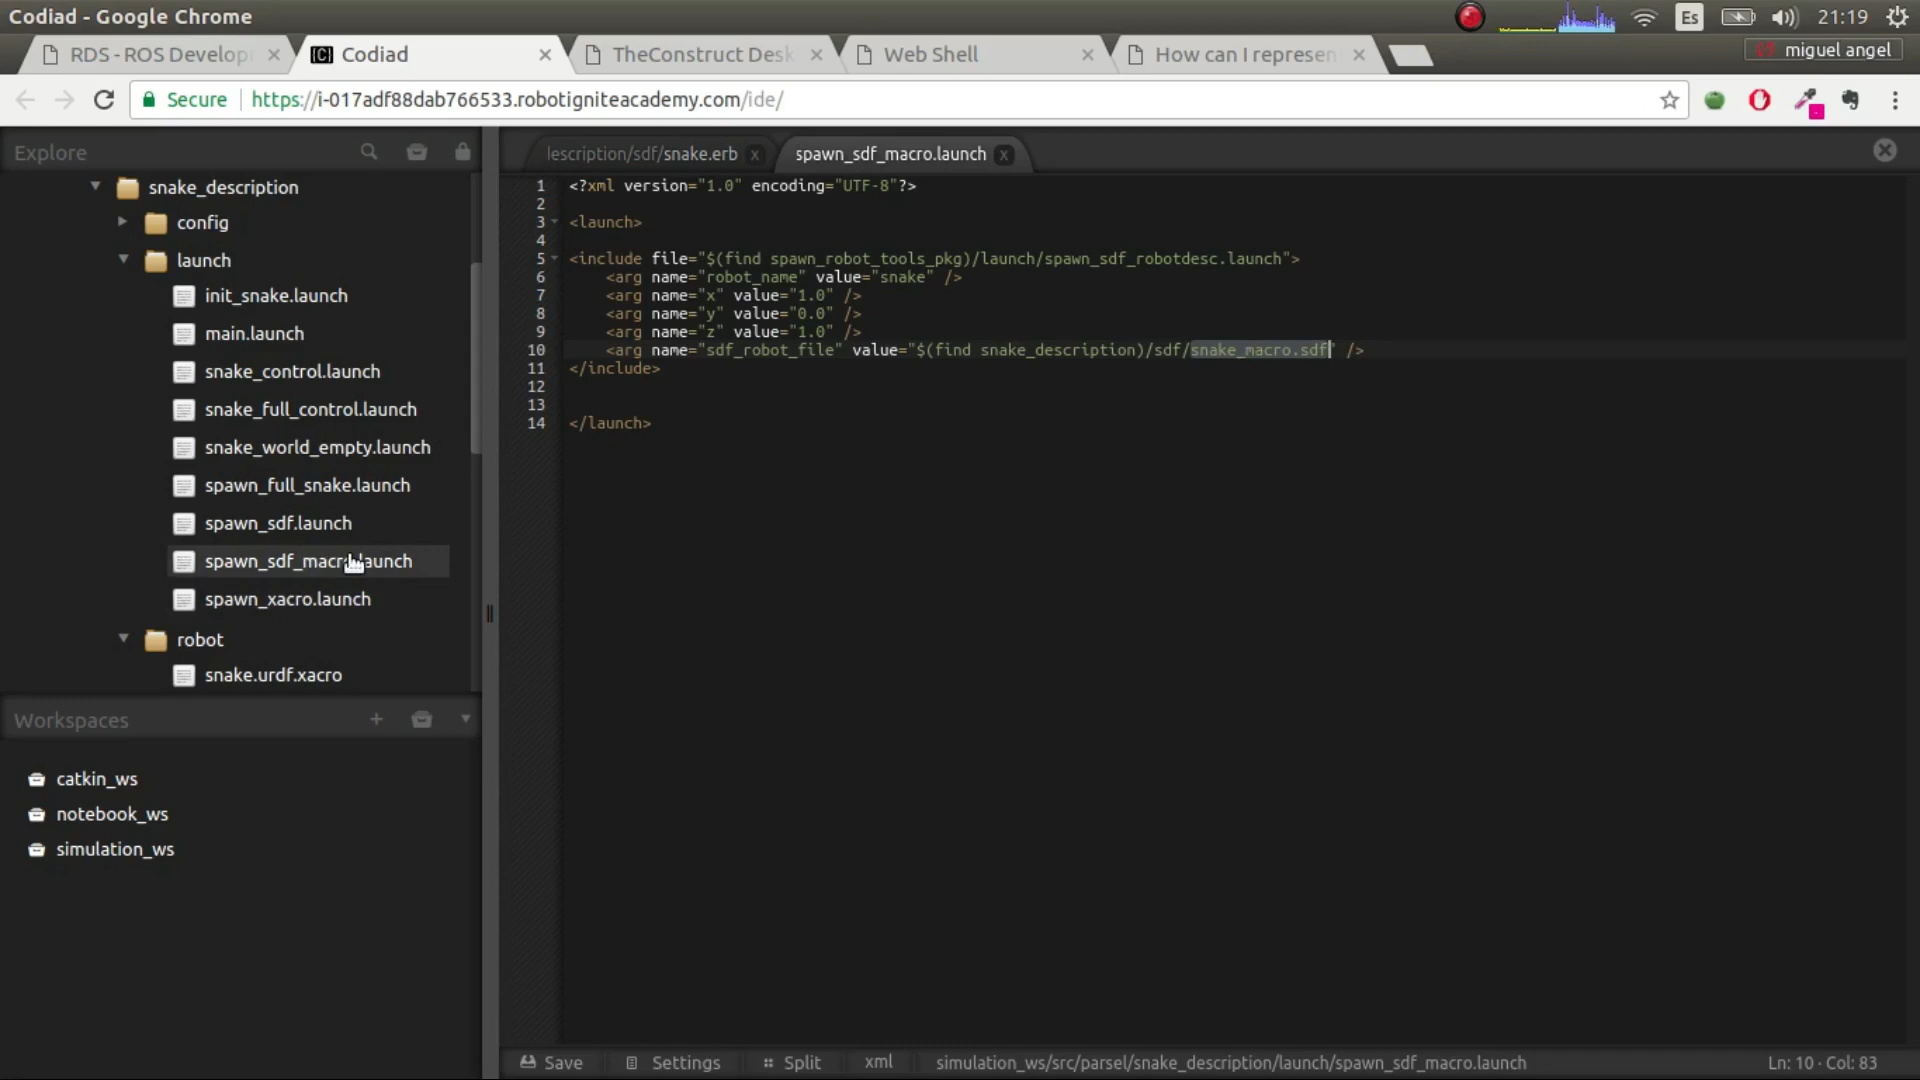 Codiad - Google Chrome
Es
21:19
RDS - ROS Develop
Codiad
TheConstruct Desk
Web Shell
How can I represen
miguel angel
Secure
https://i-017adf88dab766533.robotigniteacademy.com/ide/
Explore
snake_description
config
launch
init_snake.launch
main.launch
snake_control.launch
snake_full_control.launch
snake_world_empty.launch
spawn_full_snake.launch
spawn_sdf.launch
spawn_sdf_macro.launch
spawn_xacro.launch
robot
snake.urdf.xacro
Workspaces
catkin_ws
notebook_ws
simulation_ws
lescription/sdf/snake.erb x
spawn_sdf_macro.launch x
1 <?xml version="1.0" encoding="UTF-8"?>
2
3 <launch>
4
5 <include file="$(find spawn_robot_tools_pkg)/launch/spawn_sdf_robotdesc.launch">
6 <arg name="robot_name" value="snake" />
7 <arg name="x" value="1.0" />
8 <arg name="y" value="0.0" />
9 <arg name="z" value="1.0" />
10 <arg name="sdf_robot_file" value="$(find snake_description)/sdf/snake_macro.sdf" />
11 </include>
12
13
14 </launch>
Save
Settings
Split
xml
simulation_ws/src/parsel/snake_description/launch/spawn_sdf_macro.launch
Ln: 10 · Col: 83